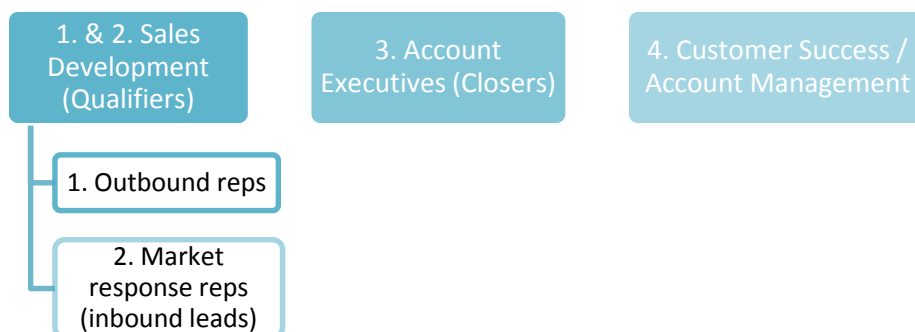 1. & 2. Sales
Development
(Qualifiers)
3. Account
Executives (Closers)
4. Customer Success /
Account Management
1. Outbound reps
2. Market
response reps
(inbound leads)